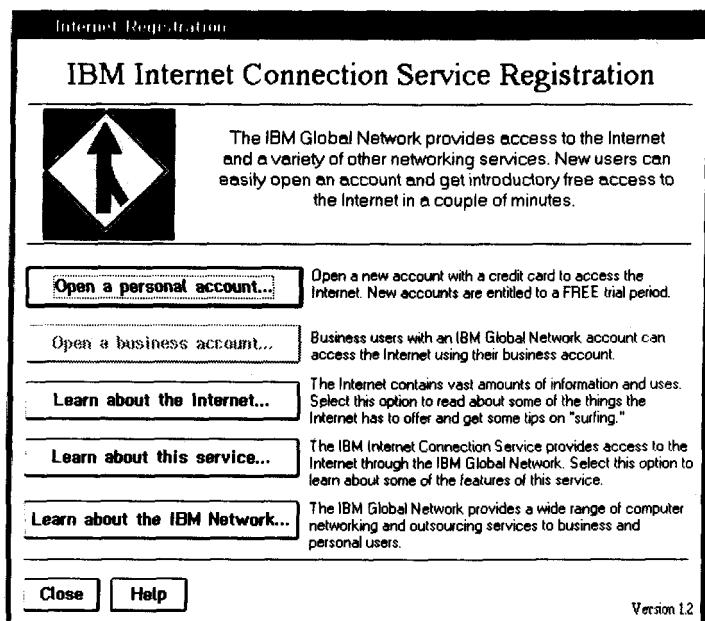 Internet Registration
IBM Internet Connection Service Registration
The IBM Global Network provides access to the Internet
and a variety of other networking services. New users can
easily open an account and get introductory free access to
the Internet in a couple of minutes.
Open a personal account...
Open a new account with a credit card to access the
Internet. New accounts are entitled to a FREE trial period.
Open a business account...
Business users with an IBM Global Network account can
access the Internet using their business account.
Learn about the Internet...
The Internet contains vast amounts of information and uses.
Select this option to read about some of the things the
Internet has to offer and get some tips on "surfing."
Learn about this service...
The IBM Internet Connection Service provides access to the
Internet through the IBM Global Network. Select this option to
learn about some of the features of this service.
Learn about the IBM Network...
The IBM Global Network provides a wide range of computer
networking and outsourcing services to business and
personal users.
Close
Help
Version 1.2